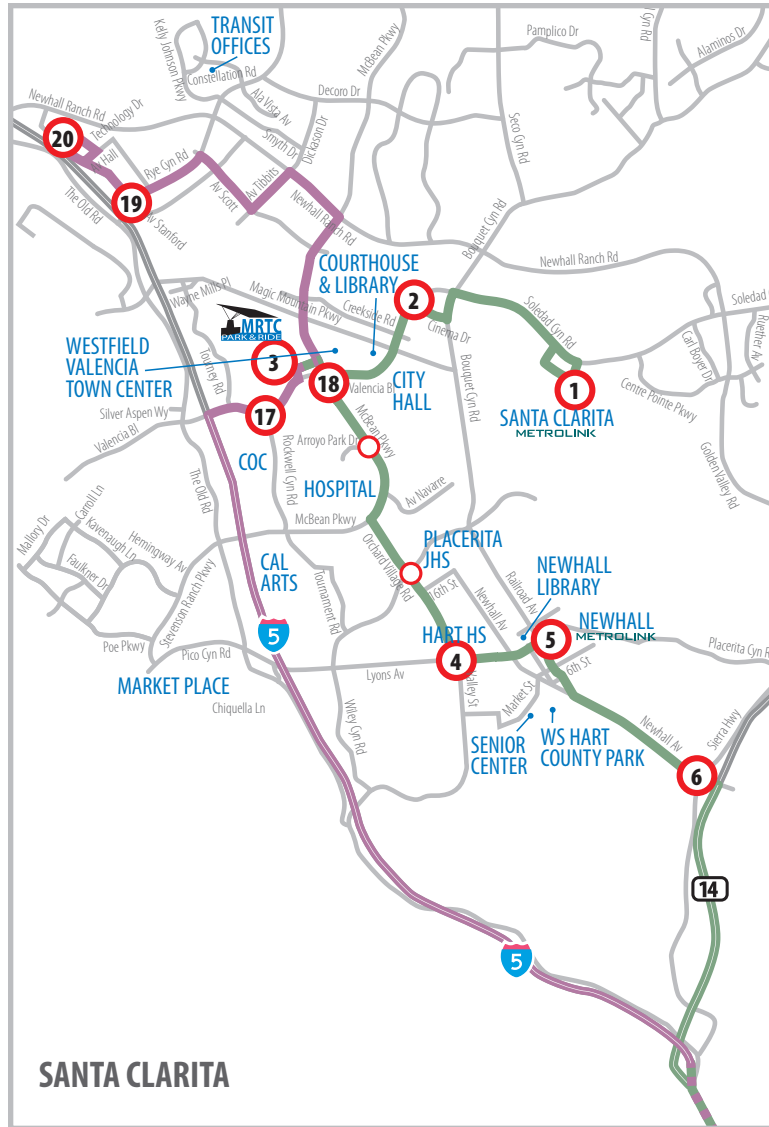 TRANSIT
OFFICES
Kelly Johnson Pkwy
Constellation Rd
McBean Pkwy
Pamplico Dr
Alaminos Dr
Newhall Ranch Rd
Technology Dr
Decoro Dr
Ala Vista Av
Smyth Dr
Dickason Dr
Seco Cyn Rd
20
Hall
Rye Cyn Rd
Av Tibbits
Av Scott
19
The Old Rd
Av Stanford
Newhall Ranch Rd
Bouquet Cyn Rd
Newhall Ranch Rd
COURTHOUSE
& LIBRARY
Wayne Mills Pl
Magic Mountain Pkwy
Creekside Rd
2
Cinema Dr
Soledad Cyn Rd
Soledad C
Ruether Av
Carl Boyer Dr
MRTC
PARK & RIDE
3
WESTFIELD
VALENCIA
TOWN CENTER
Tourney Rd
18
Valencia Bl
CITY
HALL
Bouquet Cyn Rd
1
Centre Pointe Pkwy
SANTA CLARITA
METROLINK
Silver Aspen Wy
Valencia Bl
17
McBean Pkwy
Arroyo Park Dr
COC
Rockwell Cyn Rd
Golden Valley Rd
The Old Rd
HOSPITAL
Av Navarre
McBean Pkwy
Mallory Dr
Carroll Ln
Kavenaugh Ln
Hemingway Av
Faulkner Dr
Stevenson Ranch Pkwy
Poe Pkwy
CAL
ARTS
Tournament Rd
Orchard Village Rd
PLACERITA
JHS
16th St
Newhall Av
Railroad Av
NEWHALL
LIBRARY
5
NEWHALL
METROLINK
5
HART HS
4
6th St
Placerita Cyn R
Pico Cyn Rd
MARKET PLACE
Lyons Av
Chiquella Ln
Valley St
Market St
Wiley Cyn Rd
SENIOR
CENTER
WS HART
COUNTY PARK
Newhall Av
Sierra Hwy
6
14
5
SANTA CLARITA